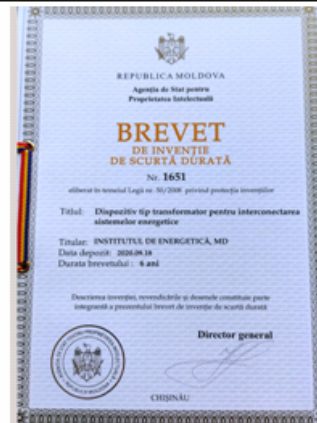 REPUBLICA MOLDOVA
Agenția de Stat pentru
Proprietatea Intelectuală
BREVET
DE INVENȚIE
DE SCURTĂ DURATĂ
Nr. 1651
eliberat în temeiul Legii nr. 50/2008 privind protecția invențiilor
Titlul: Dispozitiv tip transformator pentru interconectarea
sistemelor energetice
Titular: INSTITUTUL DE ENERGETICĂ, MD
Data depozit: 2020.09.18
Durata brevetului : 6 ani
Descrierea invenției, revendicările și desenele constituie parte
integrantă a prezentului brevet de invenție de scurtă durată
Director general
CHIȘINĂU